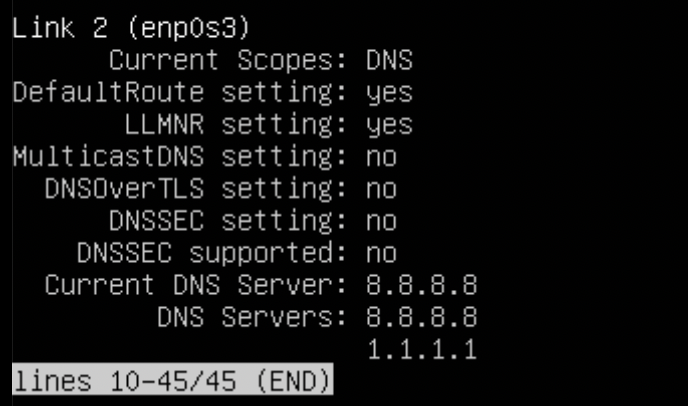 Link 2 (enp0s3)
Current Scopes: DNS
DefaultRoute setting: yes
LLMNR setting: yes
MulticastDNS setting: no
DNSOverTLS setting: no
DNSSEC setting: no
DNSSEC supported: no
Current DNS Server: 8.8.8.8
DNS Servers: 8.8.8.8
1.1.1.1
lines 10-45/45 (END)